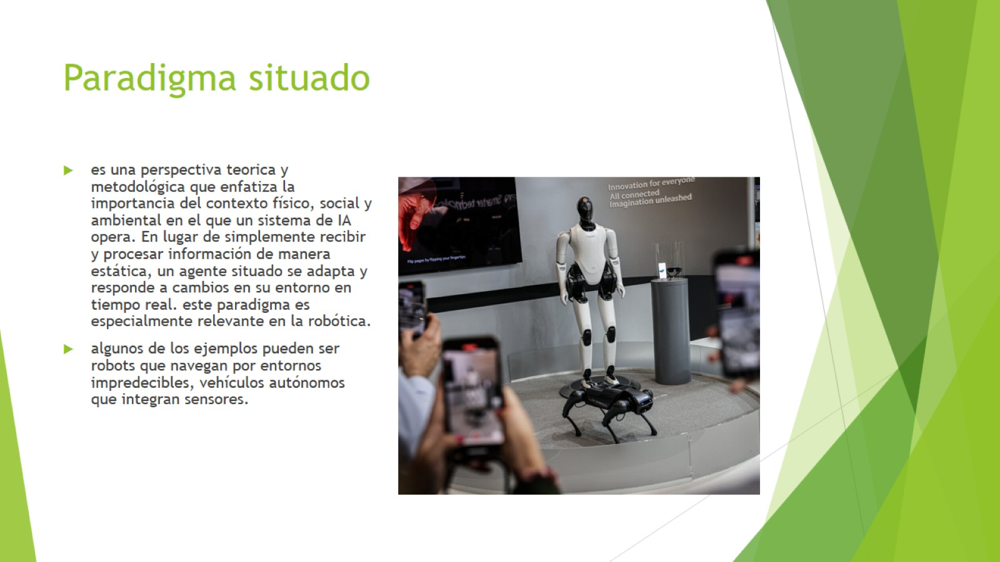 Paradigma situado
es una perspectiva teorica y
metodológica que enfatiza la
importancia del contexto físico, social y
ambiental en el que un sistema de IA
opera. En lugar de simplemente recibir
y procesar información de manera
estática, un agente situado se adapta y
responde a cambios en su entorno en
tiempo real. este paradigma es
especialmente relevante en la robótica.
algunos de los ejemplos pueden ser
robots que navegan por entornos
impredecibles, vehículos autónomos
que integran sensores.
Innovation for everyone
All connected
Imagination unleashed
Smarter
Flip pages by flipping your fingertips.